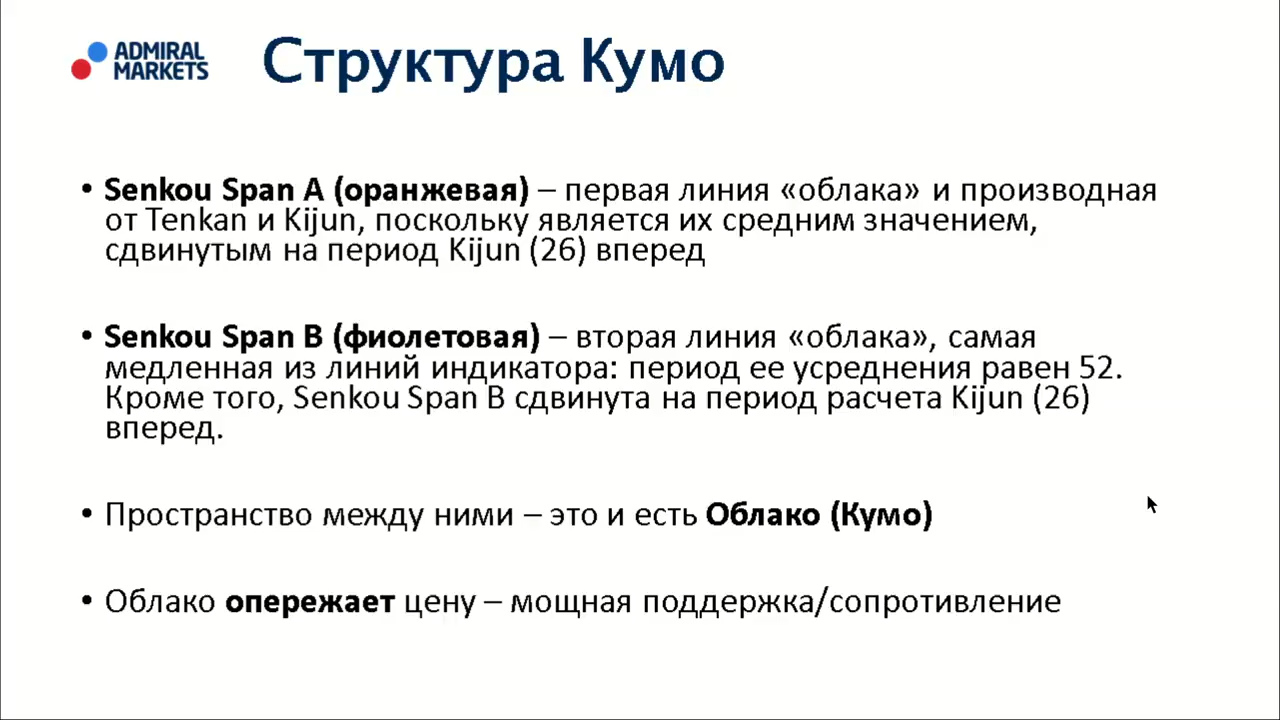 ADMIRAL
MARKETS
Структура Кумо
• Senkou Span A (оранжевая) – первая линия «облака» и производная
от Tenkan и Kijun, поскольку является их средним значением,
сдвинутым на период Kijun (26) вперед
• Senkou Span B (фиолетовая) – вторая линия «облака», самая
медленная из линий индикатора: период ее усреднения равен 52.
Кроме того, Senkou Span B сдвинута на период расчета Kijun (26)
вперед.
• Пространство между ними – это и есть Облако (Кумо)
• Облако опережает цену – мощная поддержка/сопротивление